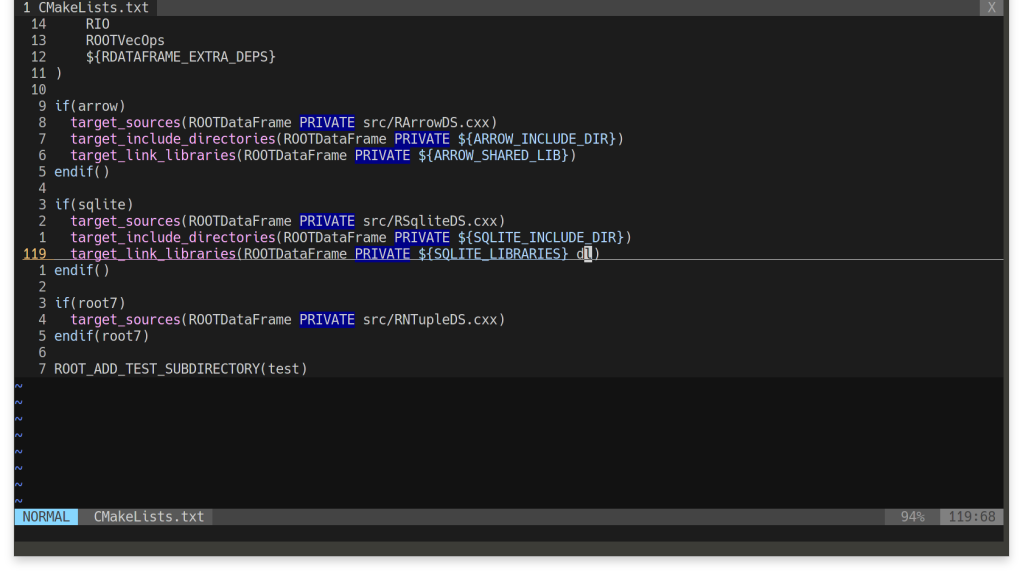 1 CMakeLists.txt X
14 RIO
13 ROOTVecOps
12 ${RDATAFRAME_EXTRA_DEPS}
11 )
10
9 if(arrow)
8 target_sources(ROOTDataFrame PRIVATE src/RArrowDS.cxx)
7 target_include_directories(ROOTDataFrame PRIVATE ${ARROW_INCLUDE_DIR})
6 target_link_libraries(ROOTDataFrame PRIVATE ${ARROW_SHARED_LIB})
5 endif()
4
3 if(sqlite)
2 target_sources(ROOTDataFrame PRIVATE src/RSqliteDS.cxx)
1 target_include_directories(ROOTDataFrame PRIVATE ${SQLITE_INCLUDE_DIR})
119 target_link_libraries(ROOTDataFrame PRIVATE ${SQLITE_LIBRARIES} dl)
1 endif()
2
3 if(root7)
4 target_sources(ROOTDataFrame PRIVATE src/RNTupleDS.cxx)
5 endif(root7)
6
7 ROOT_ADD_TEST_SUBDIRECTORY(test)
~
~
~
~
~
~
~
~
NORMAL CMakeLists.txt 94% 119:68